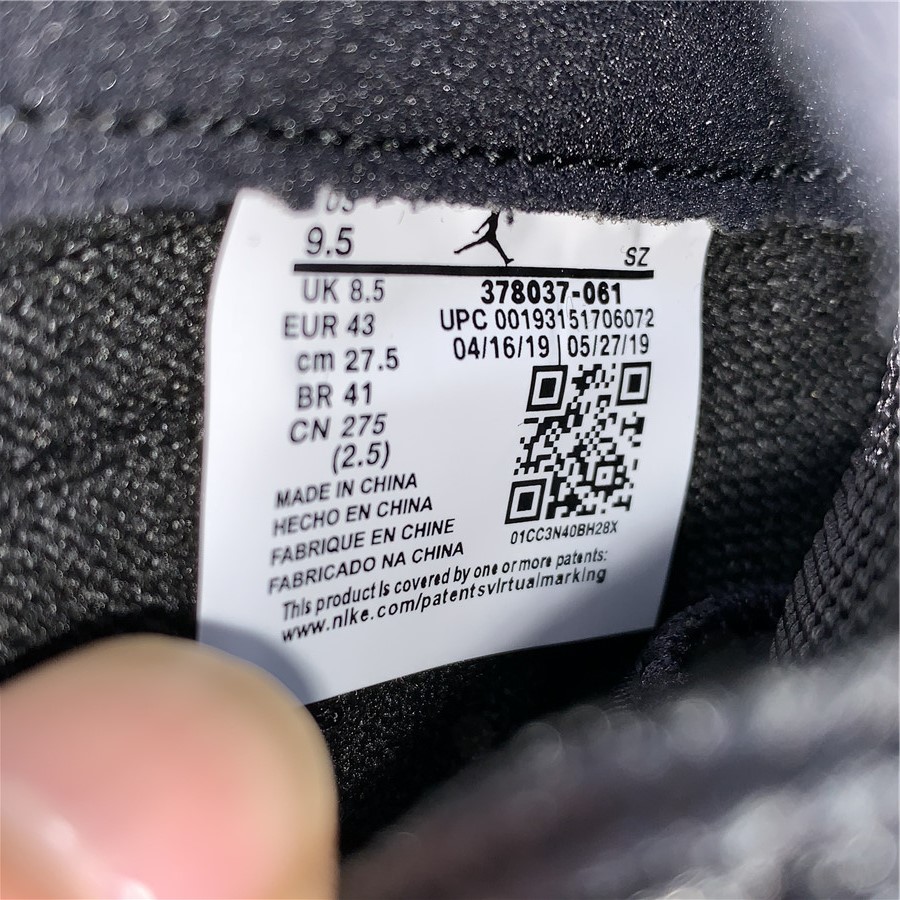 US
9.5
SZ
UK 8.5
378037-061
EUR 43
UPC 00193151706072
cm 27.5
04/16/19 | 05/27/19
BR 41
CN 275
(2.5)
MADE IN CHINA
HECHO EN CHINA
FABRIQUE EN CHINE
FABRICADO NA CHINA
01CC3N40BH28X
This product is covered by one or more patents:
www.nike.com/patentsvirtualmarking